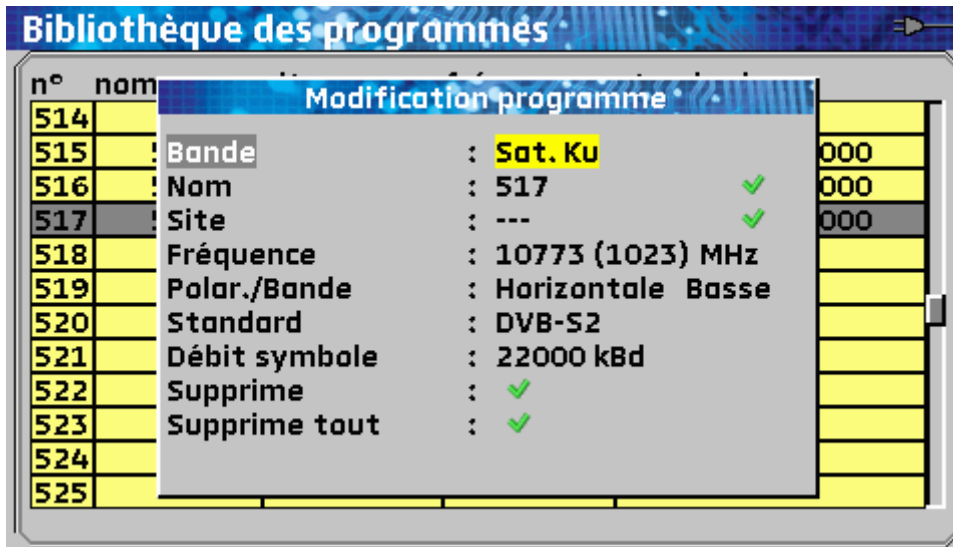 Bibliothèque des programmes
n° nom
Modification programme
514
515 000
516 000
517 000
518
519
520
521
522
523
524
525
Bande : Sat. Ku
Nom : 517
Site : ---
Fréquence : 10773 (1023) MHz
Polar./Bande : Horizontale Basse
Standard : DVB-S2
Débit symbole : 22000 kBd
Supprime :
Supprime tout :